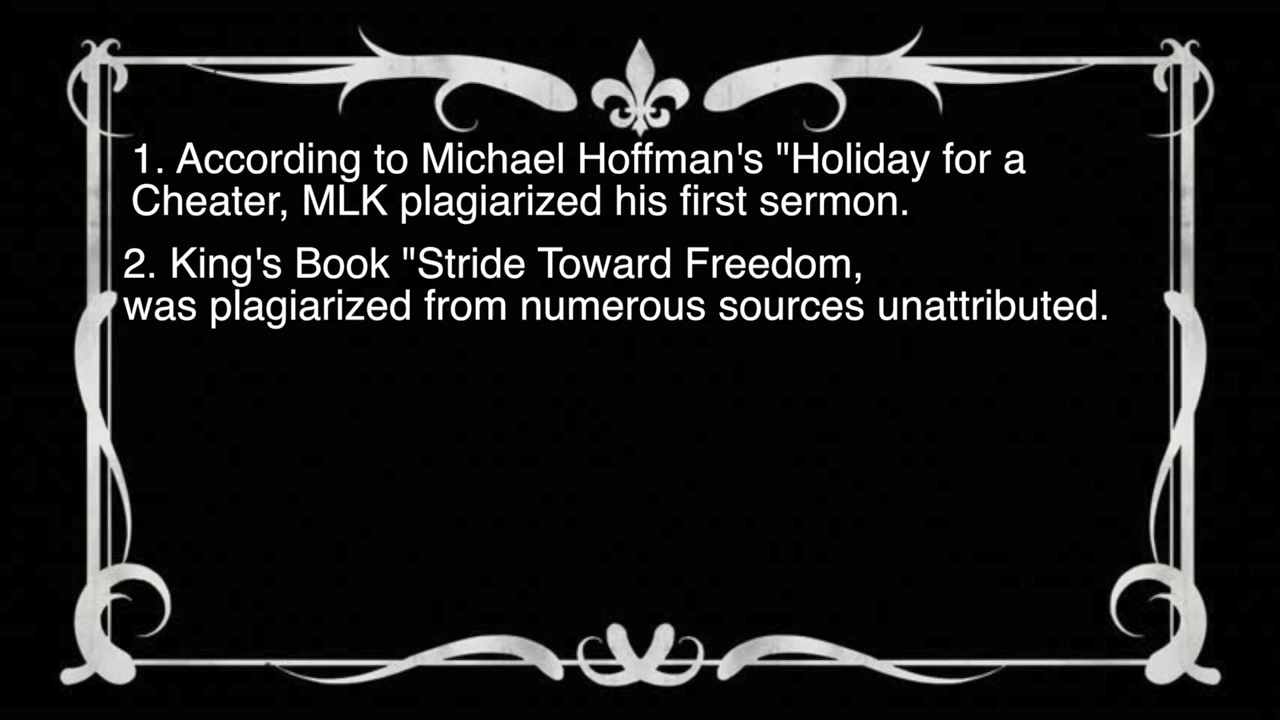 1. According to Michael Hoffman's "Holiday for a
Cheater, MLK plagiarized his first sermon.
2. King's Book "Stride Toward Freedom,
was plagiarized from numerous sources unattributed.